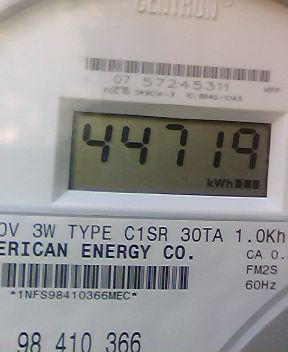 CENTRON®
07 57245311
44719
kWh
0V 3W TYPE C1SR 30TA 1.0Kh
ERICAN ENERGY CO.
CA 0.
FM2S
*1NFS98410366MEC*
60Hz
98 410 366